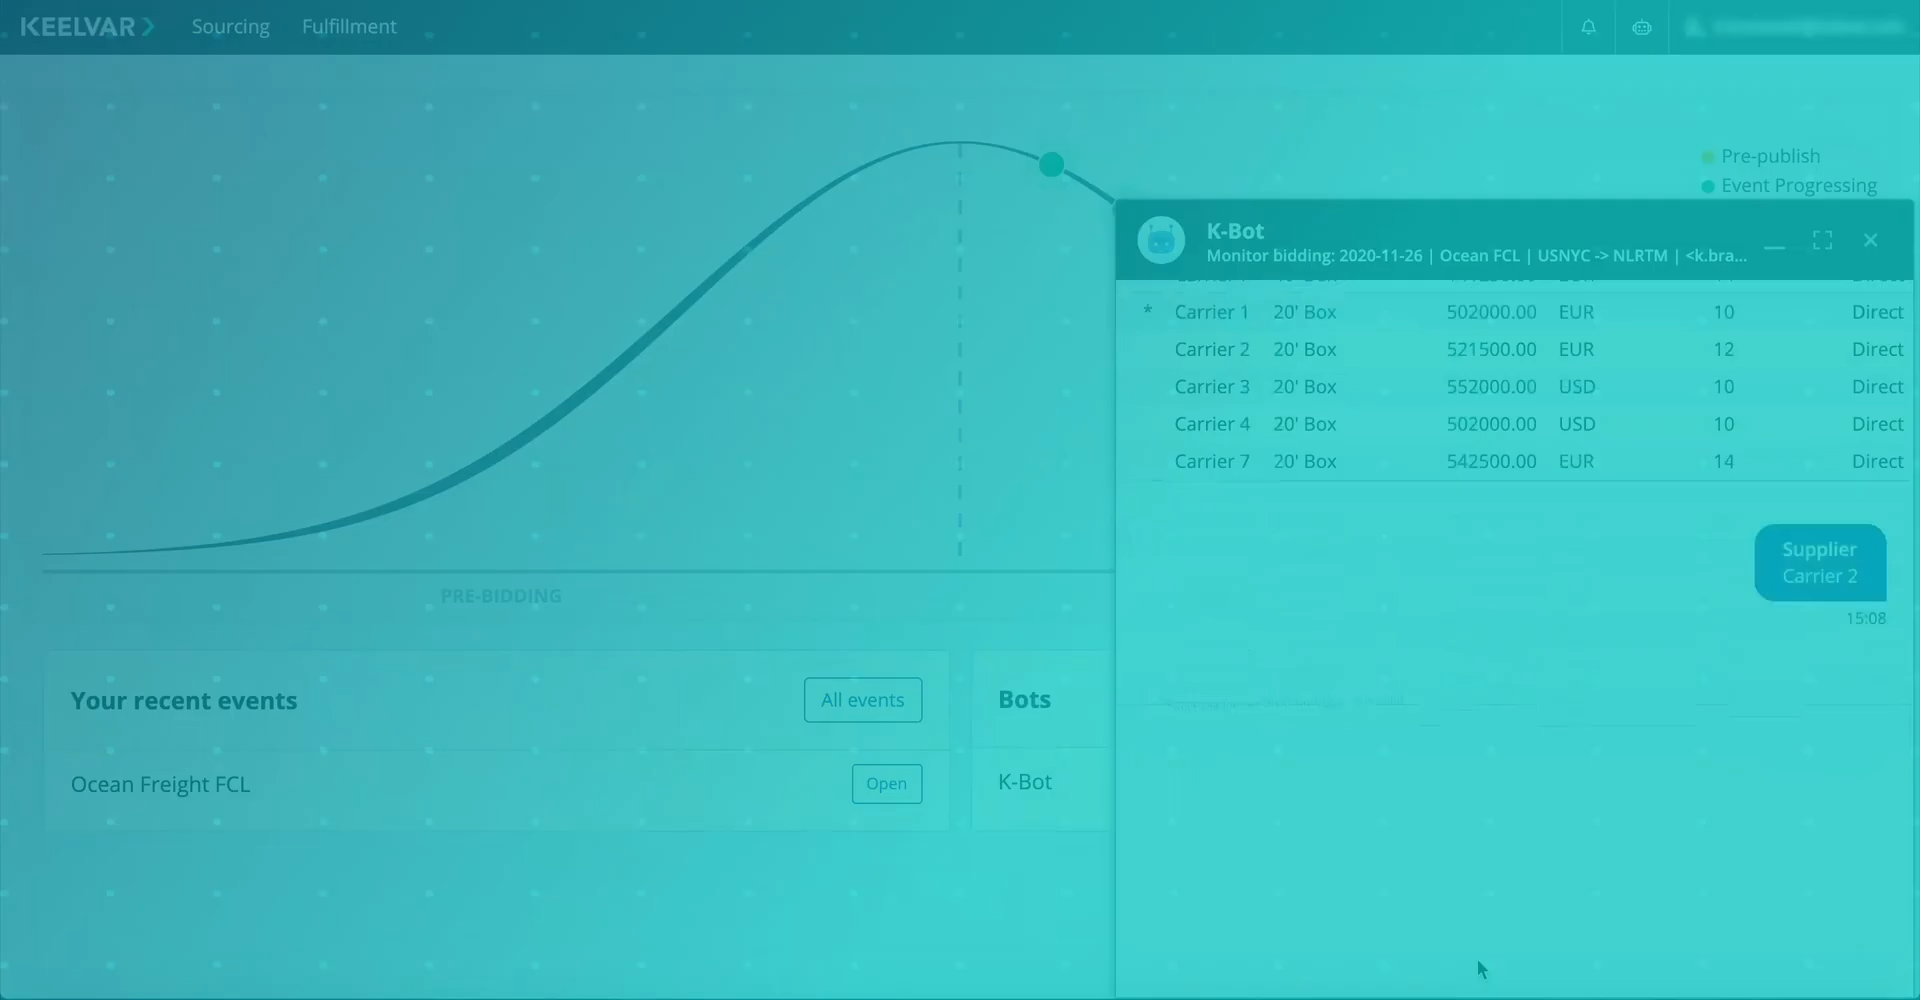 KEELVAR
Sourcing
Fulfillment
Pre-publish
Event Progressing
K-Bot
Monitor bidding: 2020-11-26 | Ocean FCL | USNYC -> NLRTM | <k.bra...
* Carrier 1 20' Box 502000.00 EUR 10 Direct
Carrier 2 20' Box 521500.00 EUR 12 Direct
Carrier 3 20' Box 552000.00 USD 10 Direct
Carrier 4 20' Box 502000.00 USD 10 Direct
Carrier 7 20' Box 542500.00 EUR 14 Direct
Supplier
Carrier 2
15:08
PRE-BIDDING
Your recent events
All events
Ocean Freight FCL
Open
Bots
K-Bot